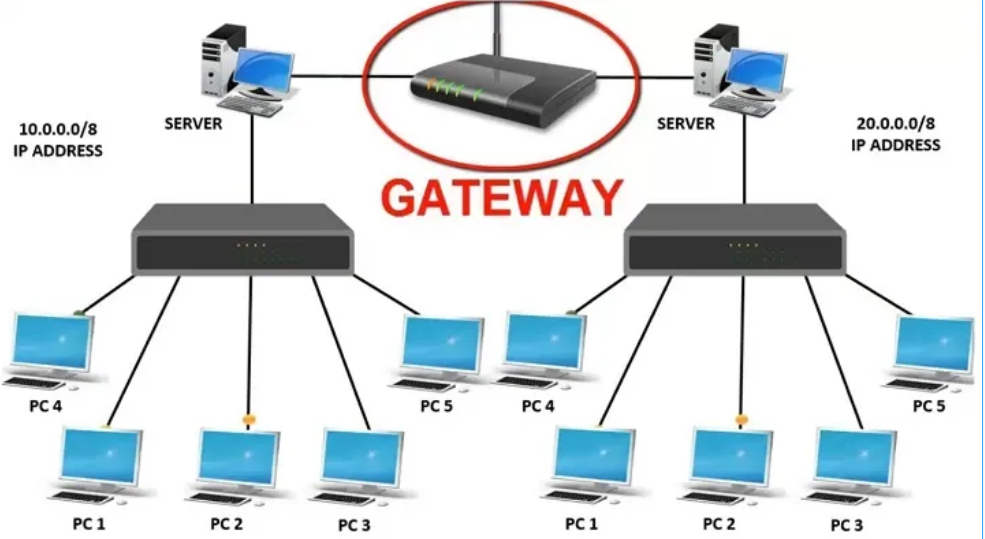 10.0.0.0/8
IP ADDRESS
SERVER
GATEWAY
SERVER
20.0.0.0/8
IP ADDRESS
PC 4
PC 5
PC 4
PC 5
PC 1
PC 2
PC 3
PC 1
PC 2
PC 3